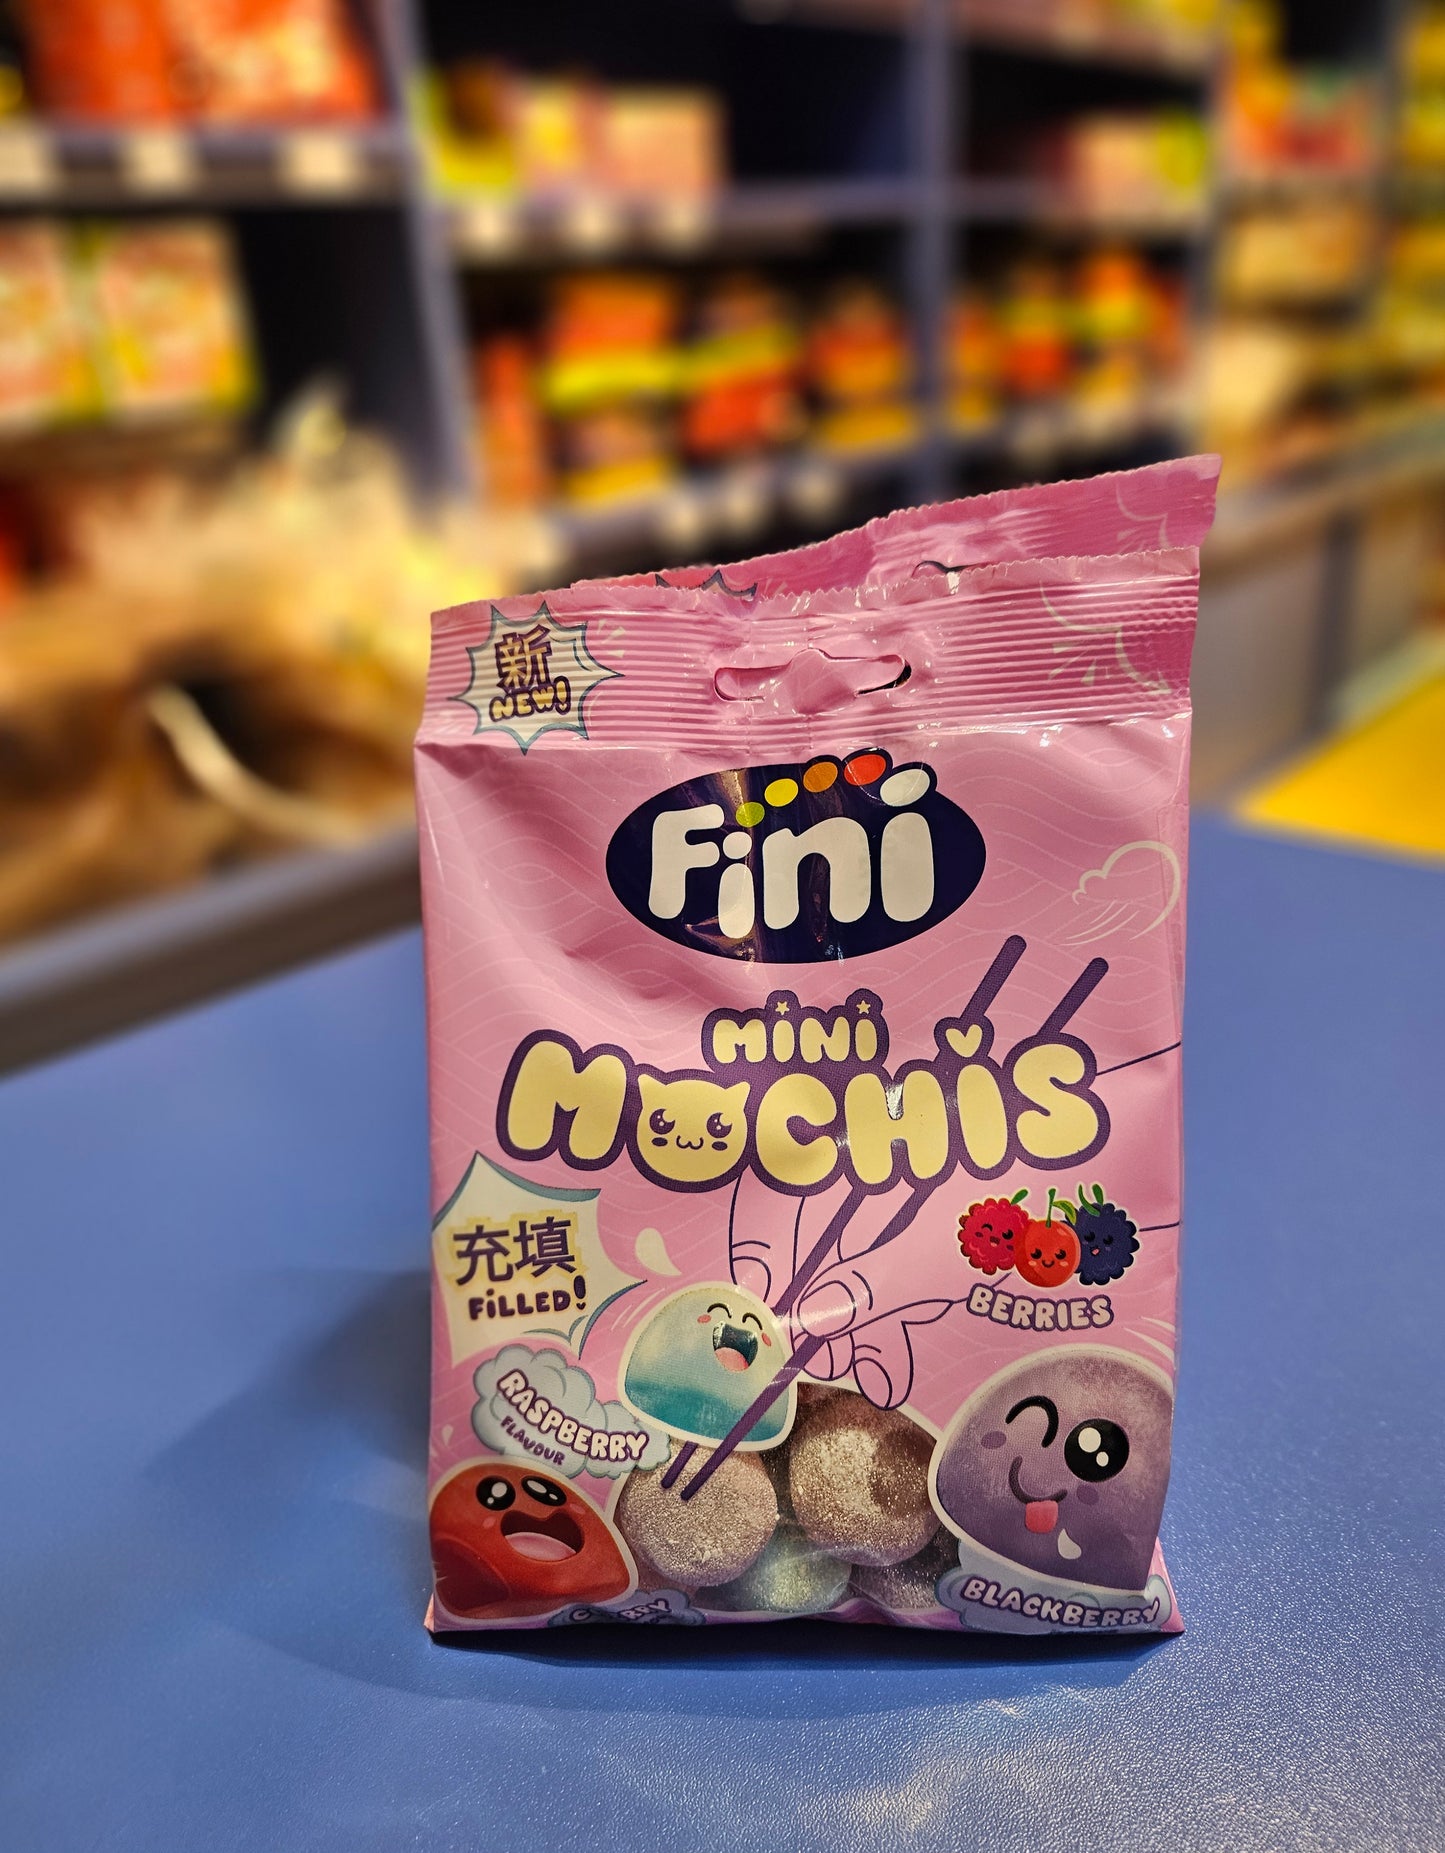 新
NEW!
Fini
MINI
MOCHIS
充填
FILLED!
BERRIES
RASPBERRY
FLAVOUR
BLACKBERRY